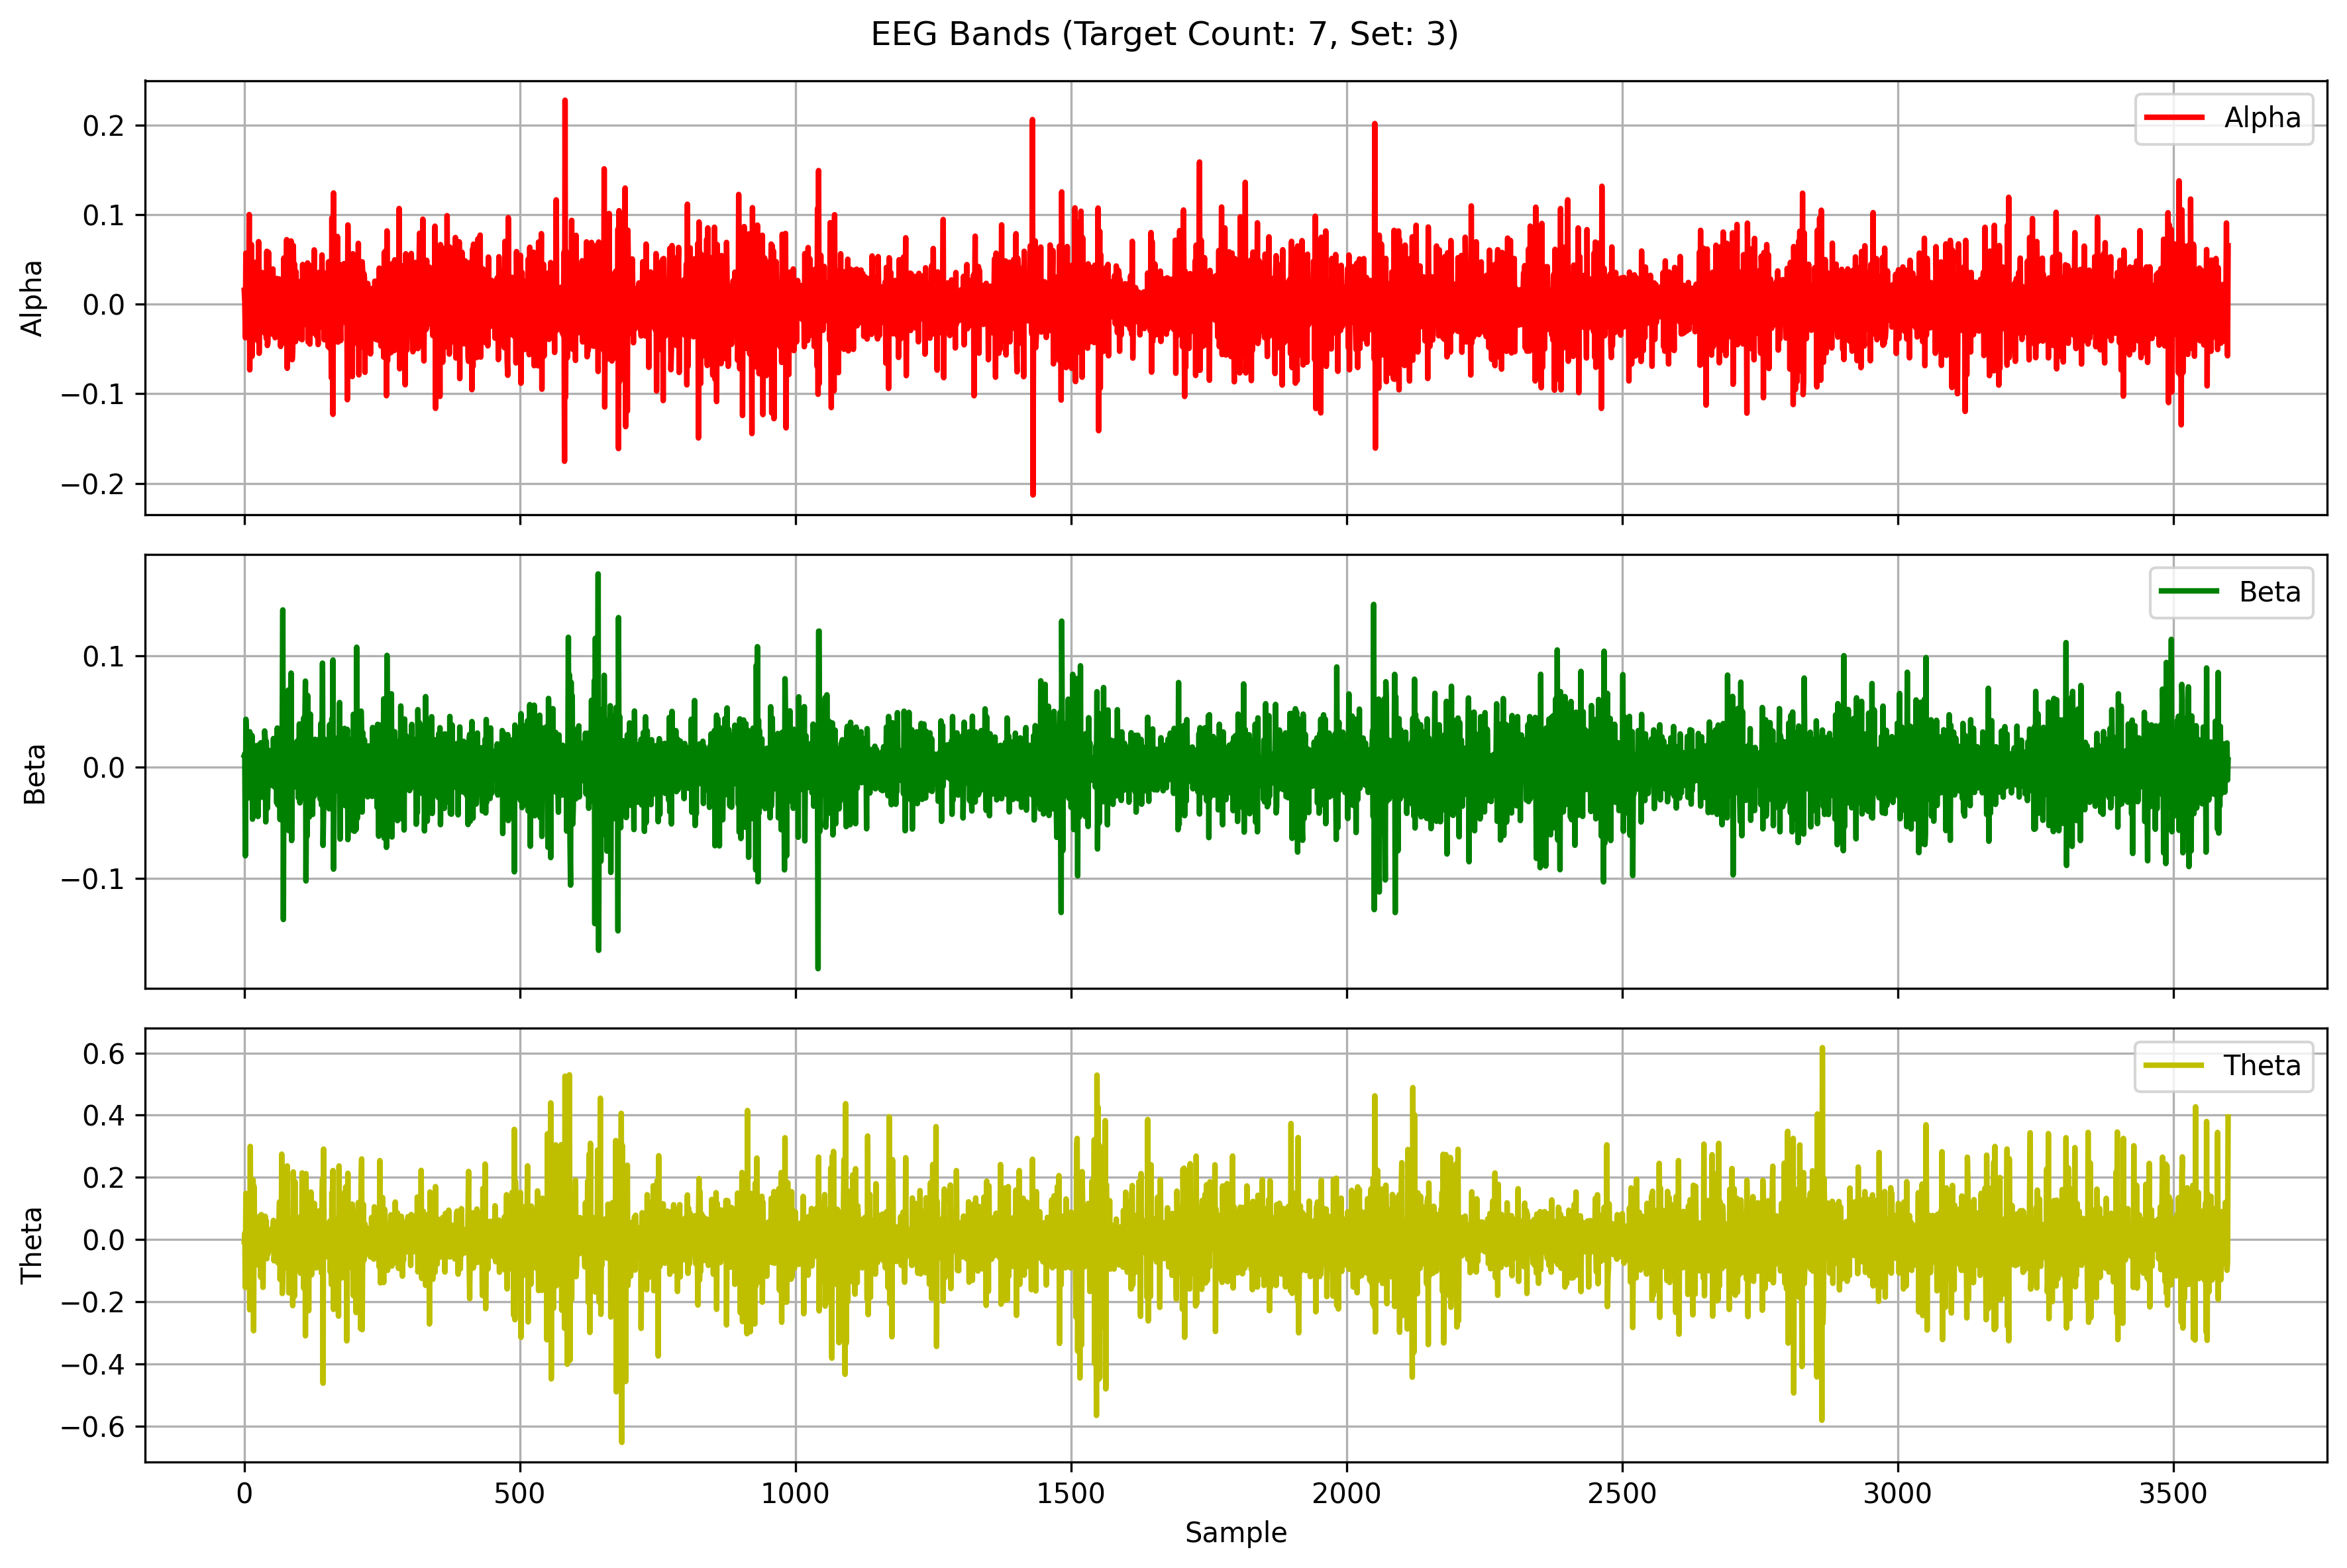 EEG Bands (Target Count: 7, Set: 3)
Alpha
0.2
0.1
0.0
−0.1
−0.2
Alpha
Beta
0.1
0.0
−0.1
Beta
Theta
0.6
0.4
0.2
0.0
−0.2
−0.4
−0.6
Theta
0 500 1000 1500 2000 2500 3000 3500
Sample